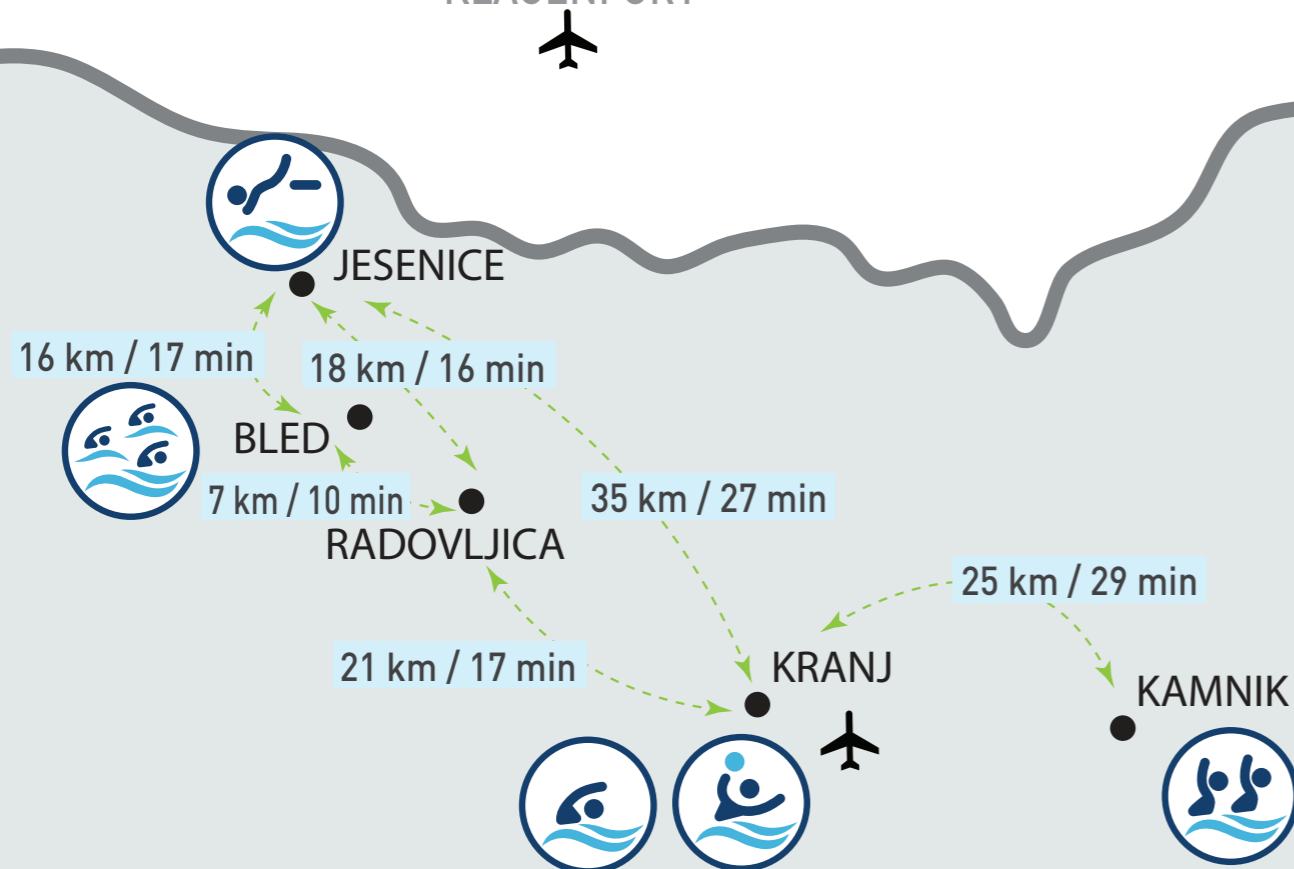 JESENICE
16 km / 17 min
18 km / 16 min
BLED
7 km / 10 min
35 km / 27 min
RADOVLJICA
25 km / 29 min
21 km / 17 min
KRANJ
KAMNIK